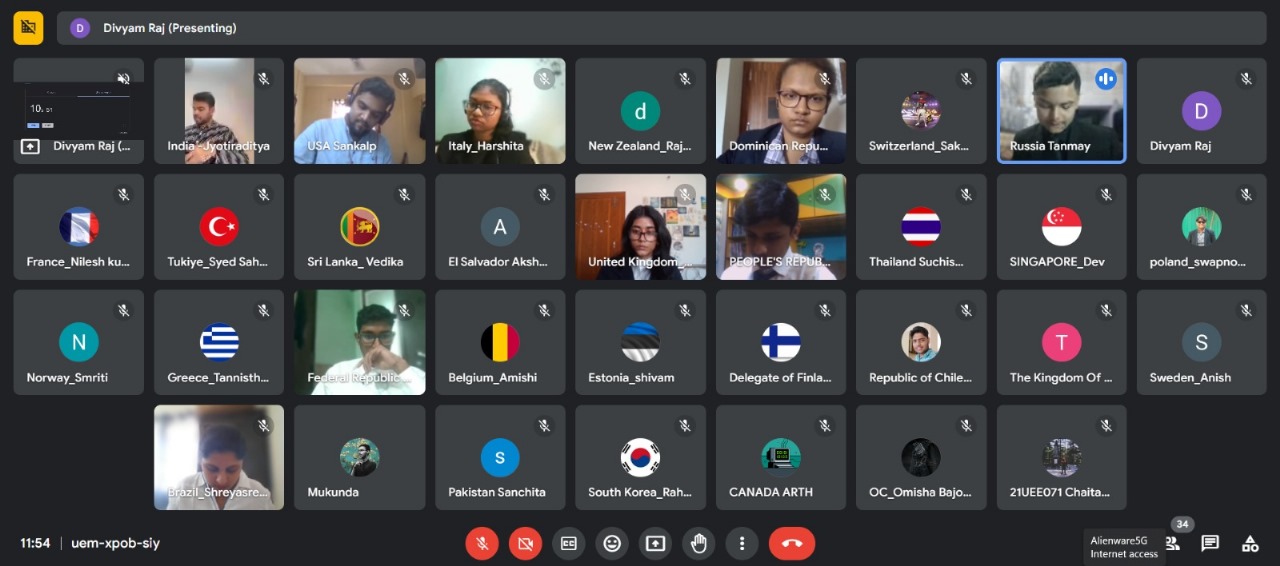 D Divyam Raj (Presenting)
Divyam Raj (...
India -Jyotiraditya
USA Sankalp
Italy_Harshita
d
New Zealand_Raj...
Dominican Repu...
Switzerland_Sak...
Russia Tanmay
D
Divyam Raj
France_Nilesh ku...
Tukiye_Syed Sah...
Sri Lanka_ Vedika
A
El Salvador Aksh...
United Kingdom_...
PEOPLE'S REPUB...
Thailand Suchis...
SINGAPORE_Dev
poland_swapno...
N
Norway_Smriti
Greece_Tannisth...
Federal Republic ...
Belgium_Amishi
Estonia_shivam
Delegate of Finla...
Republic of Chile...
T
The Kingdom Of ...
S
Sweden_Anish
Brazil_Shreyasre...
Mukunda
s
Pakistan Sanchita
South Korea_Rah...
CANADA ARTH
OC_Omisha Bajo...
21UEE071 Chaita...
11:54 | uem-xpob-siy
CC
34
Alienware5G
Internet access